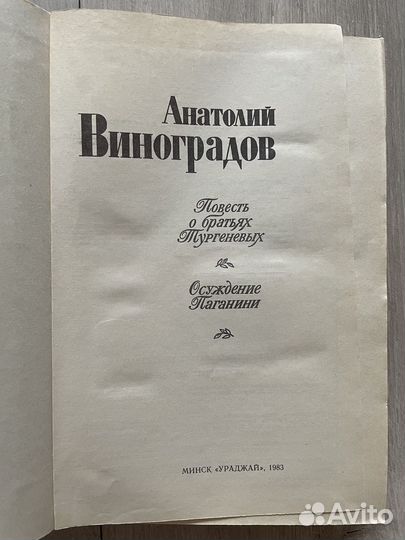 Анатолий
Виноградов
Повесть
о братьях
Тургеневых
Осуждение
Паганини
МИНСК «УРАДЖАЙ», 1983
Avito